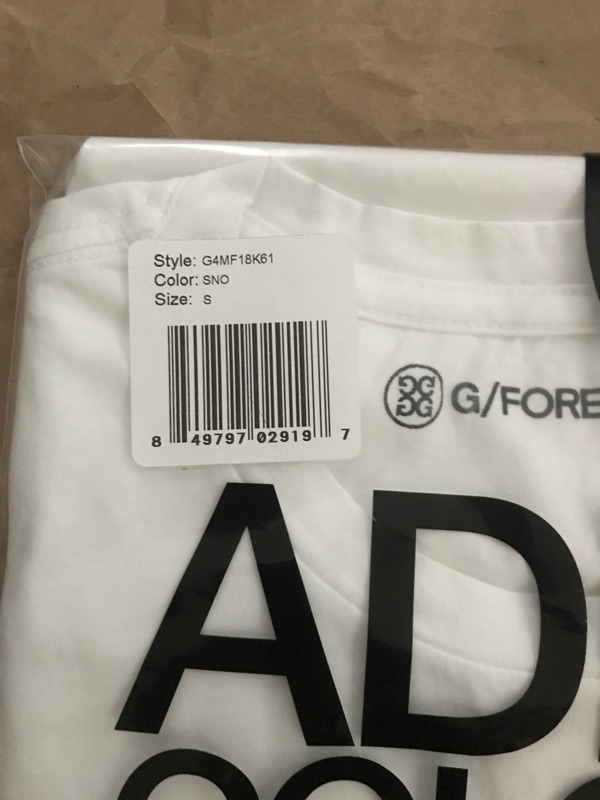 Style: G4MF18K61
Color: SNO
Size: S
8 49797 02919 7
G/FORE
AD